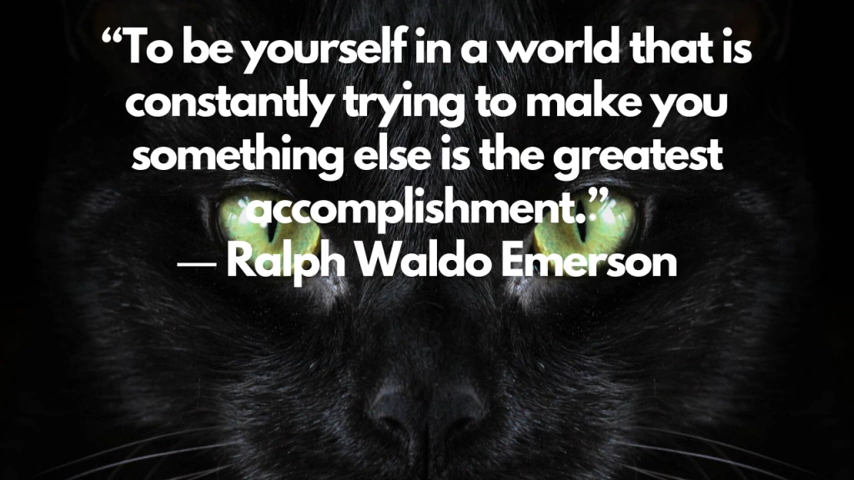 “To be yourself in a world that is
constantly trying to make you
something else is the greatest
accomplishment.”
— Ralph Waldo Emerson